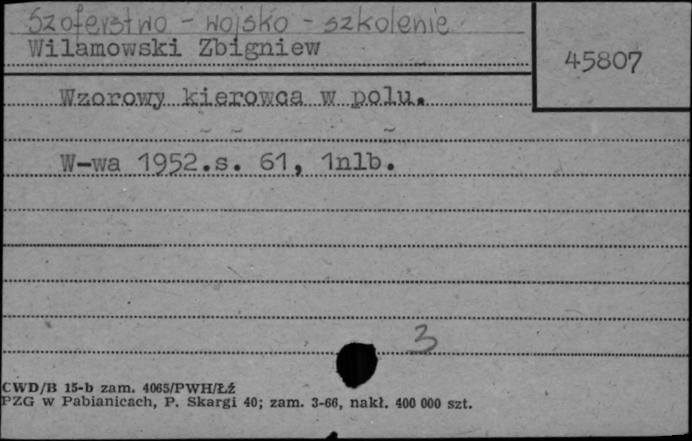 Szoferstwo - wojsko - szkolenie
Wilamowski Zbigniew
45807
Wzorowy kierowca w polu.
W-wa 1952.s. 61, 1nlb.
3
CWD/B 15-b zam. 4065/PWH/ŁŹ
PZG w Pabianicach, P. Skargi 40; zam. 3-66, nakł. 400 000 szt.